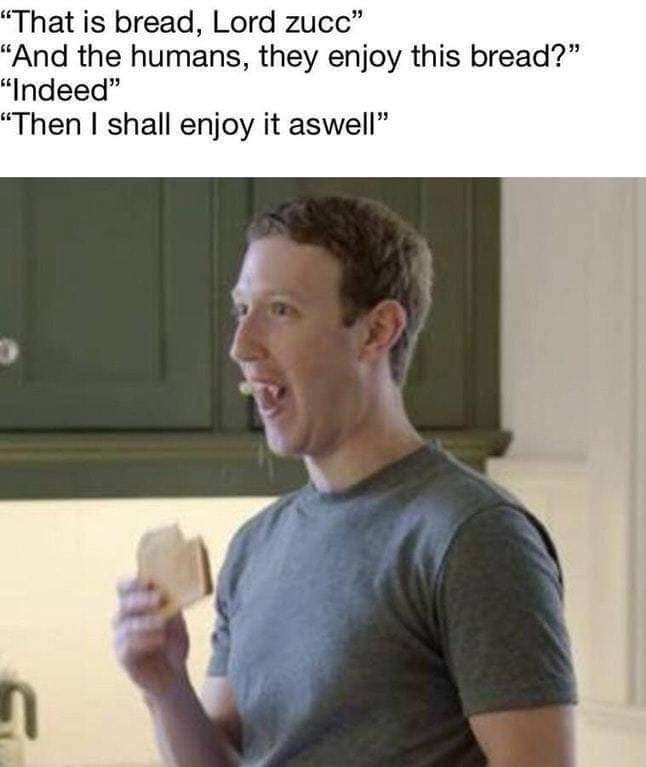 “That is bread, Lord zucc”
“And the humans, they enjoy this bread?”
“Indeed”
“Then I shall enjoy it aswell”